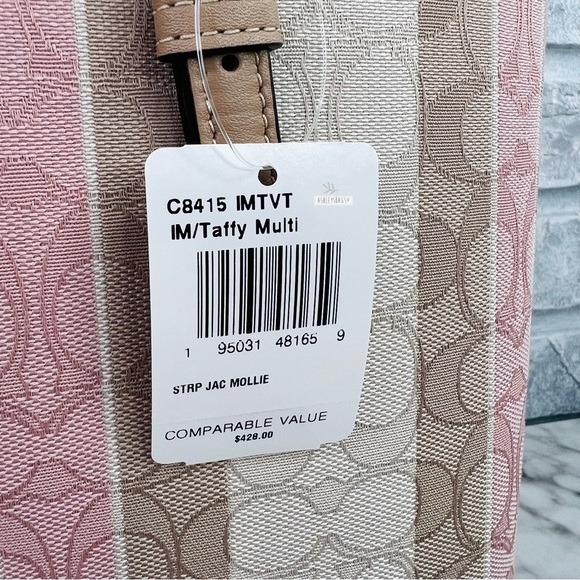 C8415 IMTVT
IM/Taffy Multi
1 95031 48165 9
STRP JAC MOLLIE
COMPARABLE VALUE
$428.00